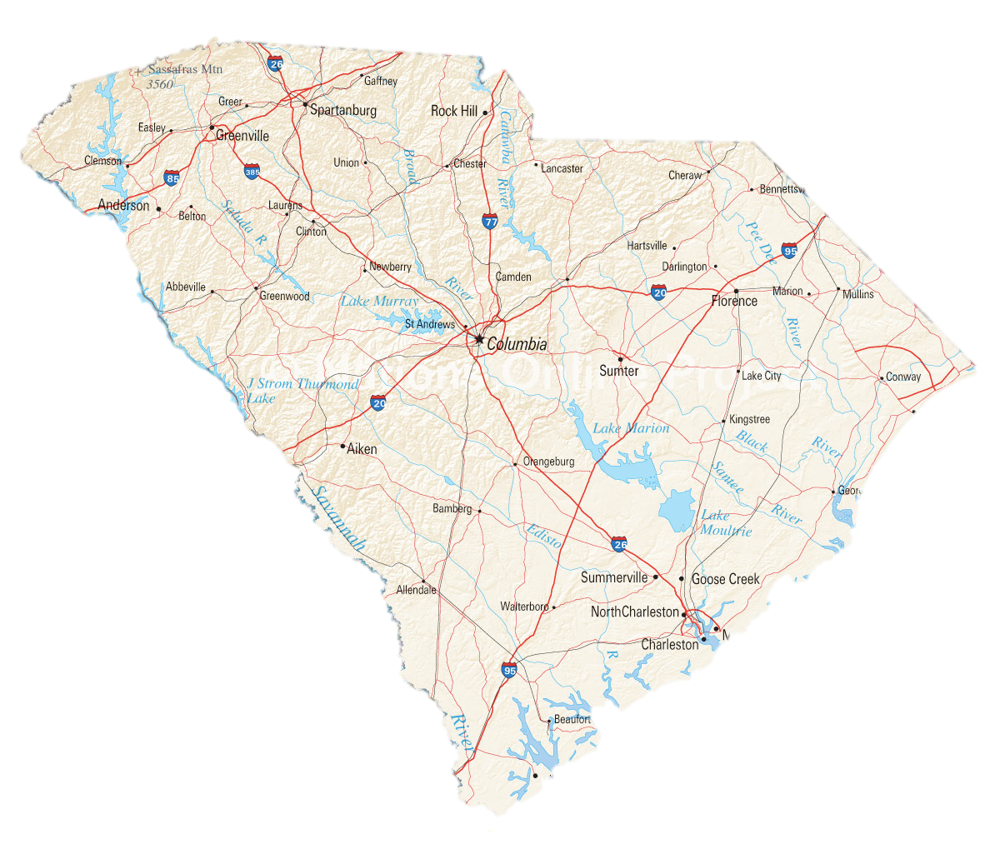 26
Sassafras Mtn
3560
Gaffney
Greer
Spartanburg
Rock Hill
Easley
Greenville
Catawba
River
Clemson
85
385
Union
Broad
Chester
Lancaster
Cheraw
Bennettsv
Anderson
Belton
Laurens
Clinton
Saluda R
77
Pee Dee
River
Hartsville
95
Darlington
Newberry
Camden
River
Abbeville
Greenwood
Lake Murray
20
Florence
Marion
Mullins
St Andrews
Columbia
Sumter
Lake City
Conway
J Strom Thurmond
Lake
20
Lake Marion
Kingstree
Black
River
Aiken
Orangeburg
Santee
River
Geor
Savannah
River
Bamberg
Edisto
R
Lake
Moultrie
26
Summerville
Goose Creek
Allendale
Walterboro
NorthCharleston
Charleston
M
95
Beaufort